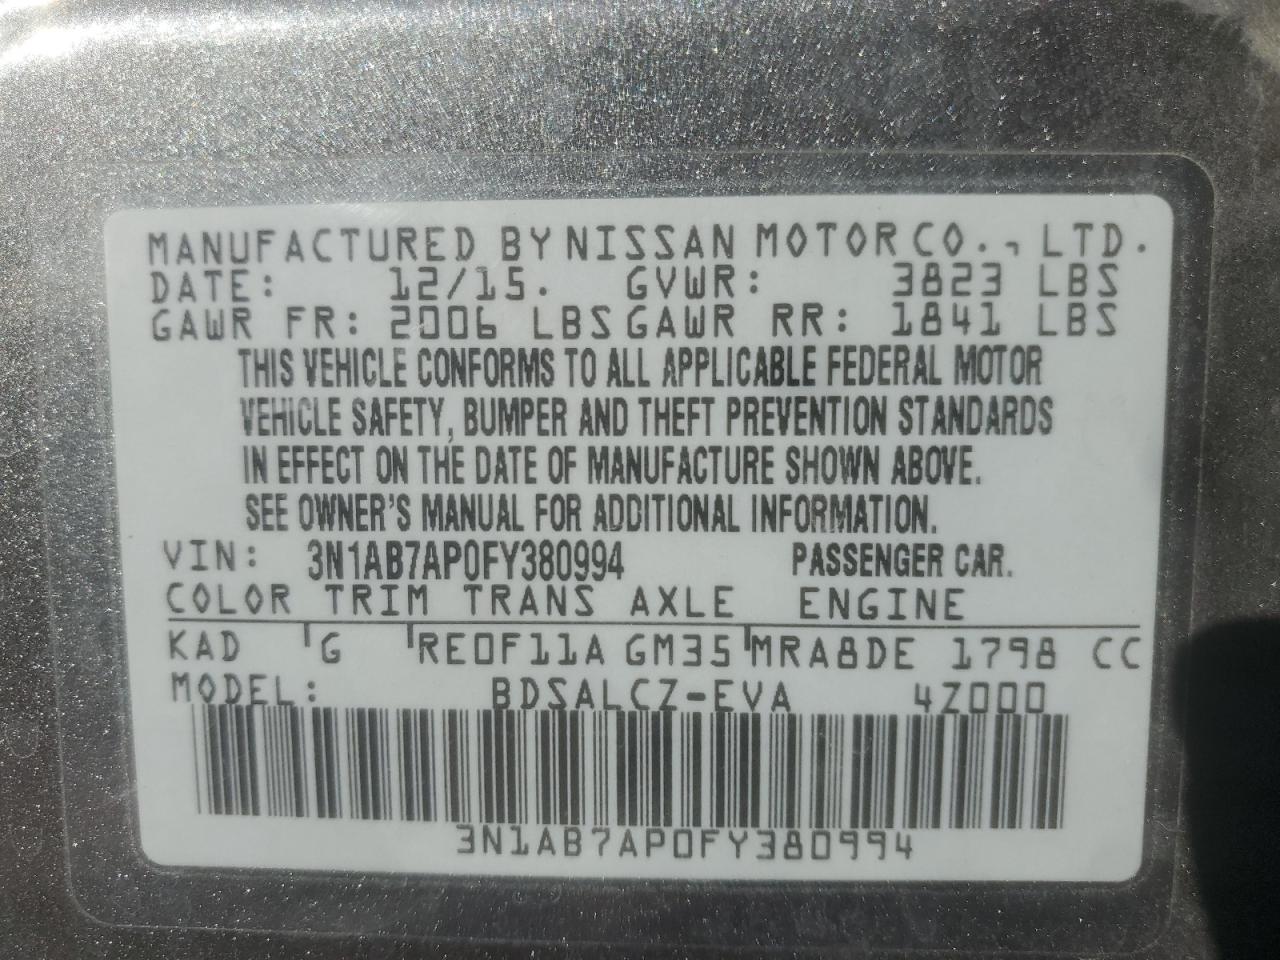 MANUFACTURED BY NISSAN MOTOR CO., LTD.
DATE: 12/15. GVWR: 3823 LBS
GAWR FR: 2006 LBS GAWR RR: 1841 LBS
THIS VEHICLE CONFORMS TO ALL APPLICABLE FEDERAL MOTOR
VEHICLE SAFETY, BUMPER AND THEFT PREVENTION STANDARDS
IN EFFECT ON THE DATE OF MANUFACTURE SHOWN ABOVE.
SEE OWNER'S MANUAL FOR ADDITIONAL INFORMATION.
VIN: 3N1AB7AP0FY380994 PASSENGER CAR.
COLOR TRIM TRANS AXLE ENGINE
KAD G RE0F11A GM35 MRA8DE 1798 CC
MODEL: BDSALCZ-EVA 4Z000
3N1AB7AP0FY380994